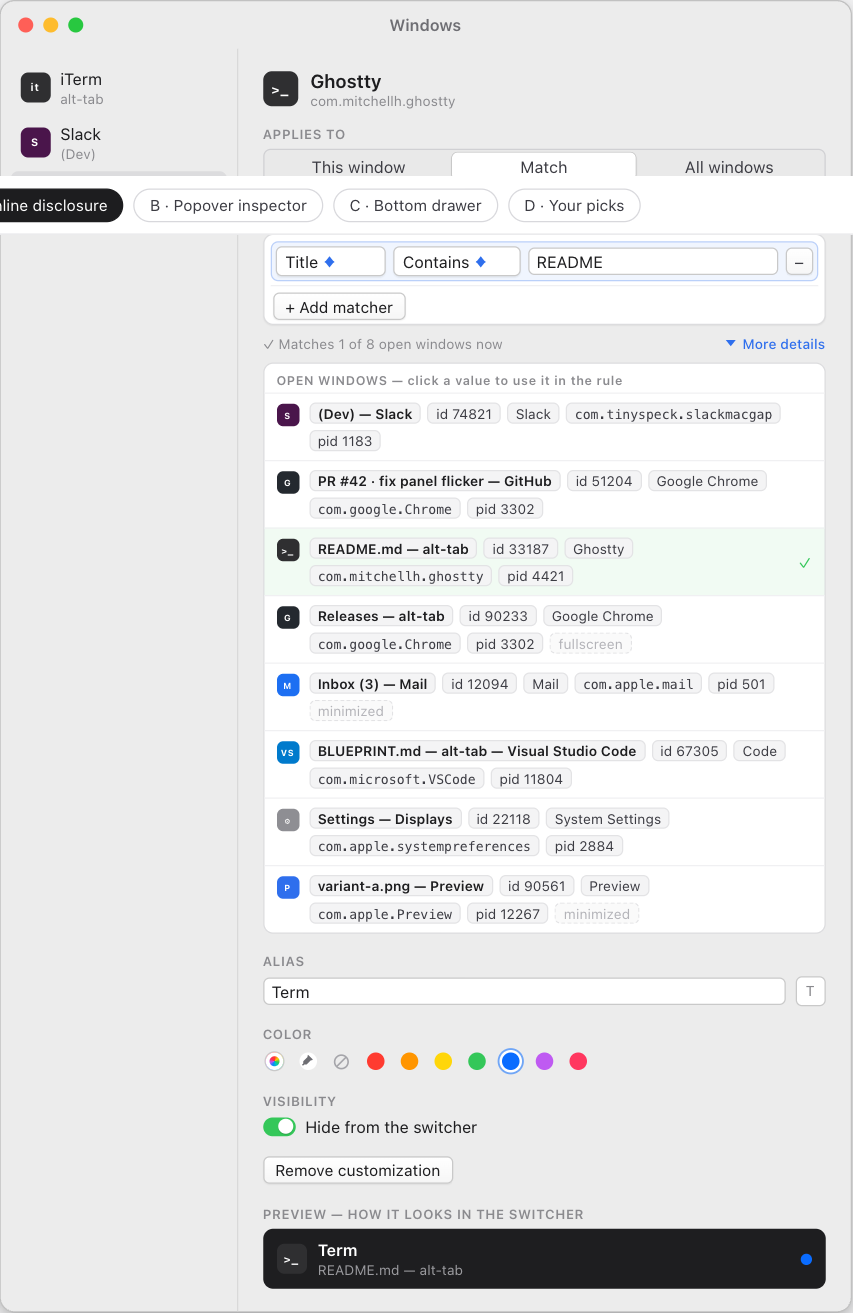 Windows
it
iTerm
alt-tab
S
Slack
(Dev)
>_
Ghostty
com.mitchellh.ghostty
APPLIES TO
This window
Match
All windows
line disclosure
B · Popover inspector
C · Bottom drawer
D · Your picks
Title
Contains
README
–
+ Add matcher
✓ Matches 1 of 8 open windows now
More details
OPEN WINDOWS — click a value to use it in the rule
S
(Dev) — Slack
id 74821
Slack
com.tinyspeck.slackmacgap
pid 1183
G
PR #42 · fix panel flicker — GitHub
id 51204
Google Chrome
com.google.Chrome
pid 3302
>_
README.md — alt-tab
id 33187
Ghostty
com.mitchellh.ghostty
pid 4421
✓
G
Releases — alt-tab
id 90233
Google Chrome
com.google.Chrome
pid 3302
fullscreen
M
Inbox (3) — Mail
id 12094
Mail
com.apple.mail
pid 501
minimized
VS
BLUEPRINT.md — alt-tab — Visual Studio Code
id 67305
Code
com.microsoft.VSCode
pid 11804
Settings — Displays
id 22118
System Settings
com.apple.systempreferences
pid 2884
P
variant-a.png — Preview
id 90561
Preview
com.apple.Preview
pid 12267
minimized
ALIAS
Term
T
COLOR
VISIBILITY
Hide from the switcher
Remove customization
PREVIEW — HOW IT LOOKS IN THE SWITCHER
>_
Term
README.md — alt-tab